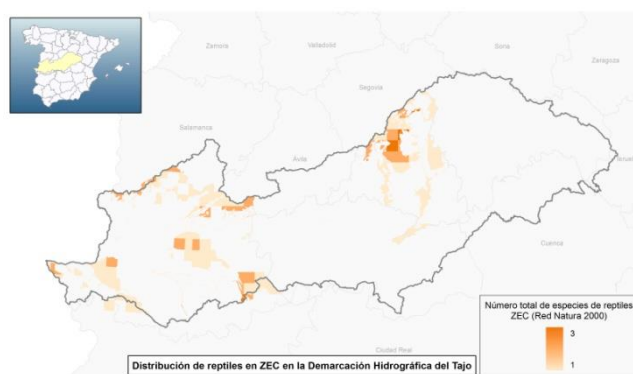 Zamora
Valladolid
Soria
Zaragoza
Segovia
Salamanca
Ávila
Teruel
Cuenca
Ciudad Real
Número total de especies de reptiles
ZEC (Red Natura 2000)
3
1
Distribución de reptiles en ZEC en la Demarcación Hidrográfica del Tajo